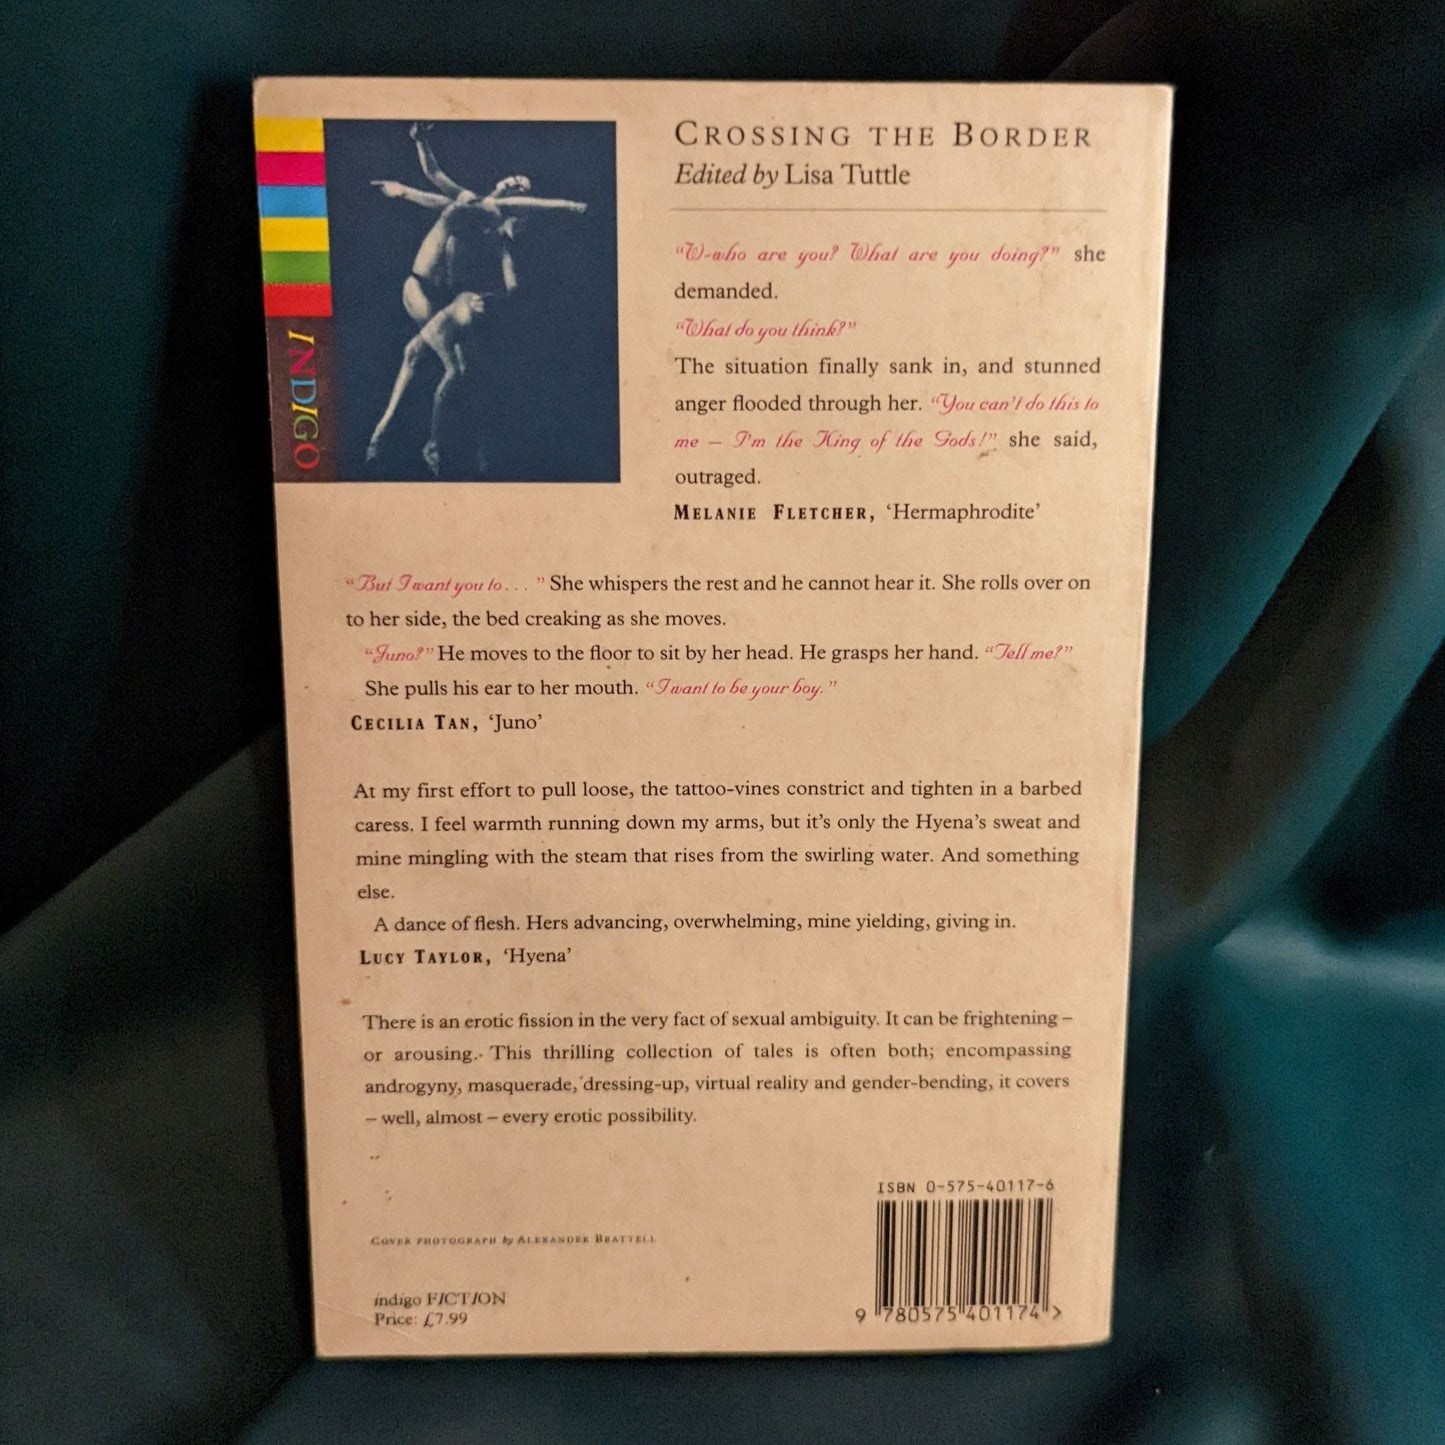 INDIGO
CROSSING THE BORDER
Edited by Lisa Tuttle
“W-who are you? What are you doing?” she
demanded.
“What do you think?”
The situation finally sank in, and stunned
anger flooded through her. “You can’t do this to
me – I’m the King of the Gods!” she said,
outraged.
MELANIE FLETCHER, ‘Hermaphrodite’
“But I want you to . . . ” She whispers the rest and he cannot hear it. She rolls over on
to her side, the bed creaking as she moves.
“Juno?” He moves to the floor to sit by her head. He grasps her hand. “Tell me?”
She pulls his ear to her mouth. “I want to be your boy. ”
CECILIA TAN, ‘Juno’
At my first effort to pull loose, the tattoo-vines constrict and tighten in a barbed
caress. I feel warmth running down my arms, but it’s only the Hyena’s sweat and
mine mingling with the steam that rises from the swirling water. And something
else.
A dance of flesh. Hers advancing, overwhelming, mine yielding, giving in.
LUCY TAYLOR, ‘Hyena’
There is an erotic fission in the very fact of sexual ambiguity. It can be frightening –
or arousing. This thrilling collection of tales is often both; encompassing
androgyny, masquerade, dressing-up, virtual reality and gender-bending, it covers
– well, almost – every erotic possibility.
ISBN 0-575-40117-6
COVER PHOTOGRAPH by ALEXANDER BRATTELL
indigo FICTION
Price: £7.99
9 780575 401174 >